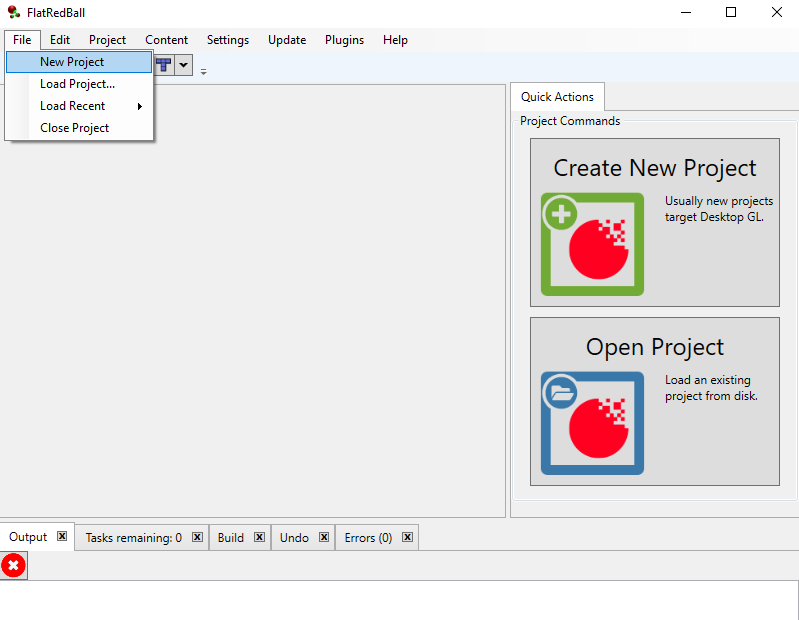 FlatRedBall
File Edit Project Content Settings Update Plugins Help
New Project
Load Project...
Load Recent
Close Project
Quick Actions
Project Commands
Create New Project
Usually new projects
target Desktop GL.
Open Project
Load an existing
project from disk.
Output Tasks remaining: 0 Build Undo Errors (0)